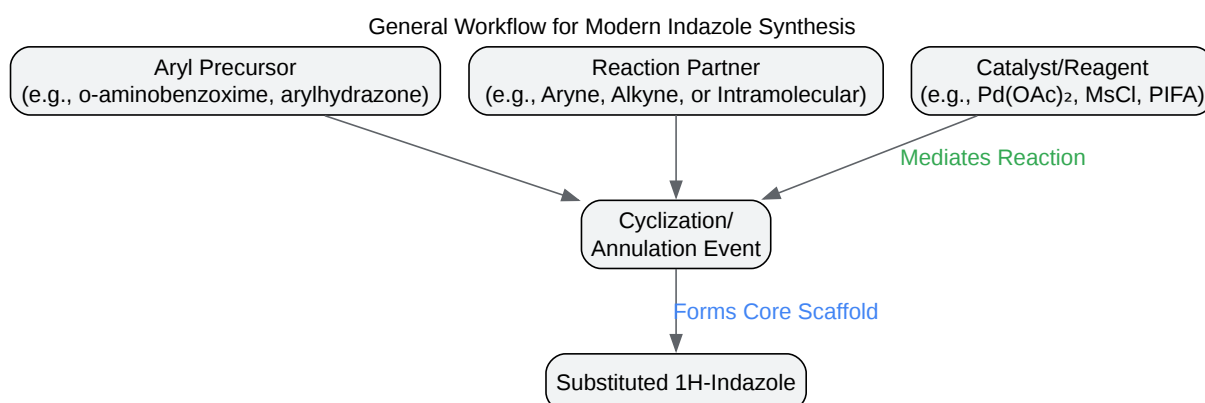 General Workflow for Modern Indazole Synthesis
Aryl Precursor
(e.g., o-aminobenzoxime, arylhydrazone)
Reaction Partner
(e.g., Aryne, Alkyne, or Intramolecular)
Catalyst/Reagent
(e.g., Pd(OAc)₂, MsCl, PIFA)
Mediates Reaction
Cyclization/
Annulation Event
Forms Core Scaffold
Substituted 1H-Indazole